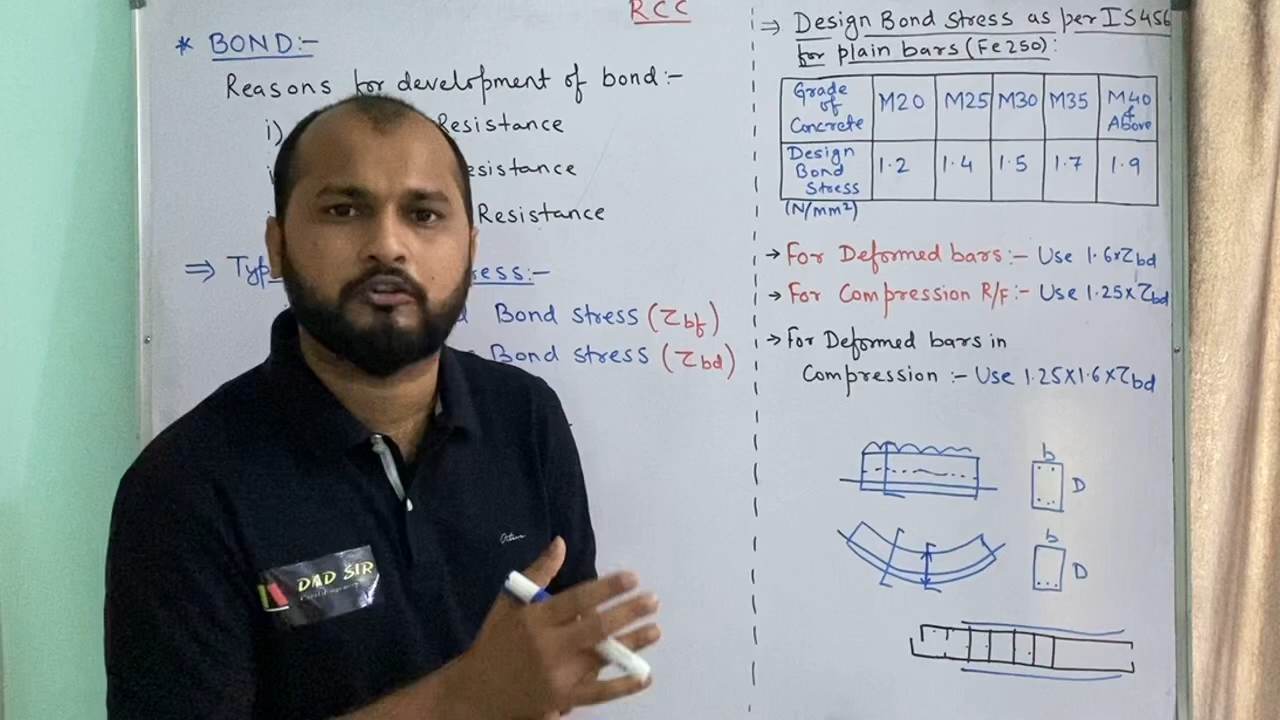 RCC
* BOND:-
Reasons for development of bond:-
i) Resistance
esistance
Resistance
⇒ Typ ess:-
Bond stress (τbf)
Bond stress (τbd)
⇒ Design Bond stress as per IS456
for plain bars (Fe250):
Grade of Concrete M20 M25 M30 M35 M40 & Above
Design Bond Stress 1.2 1.4 1.5 1.7 1.9
(N/mm²)
→ For Deformed bars:- Use 1.6×τbd
→ For Compression R/F:- Use 1.25×τbd
→ For Deformed bars in
Compression :- Use 1.25×1.6×τbd
b
D
b
D
DAD SIR